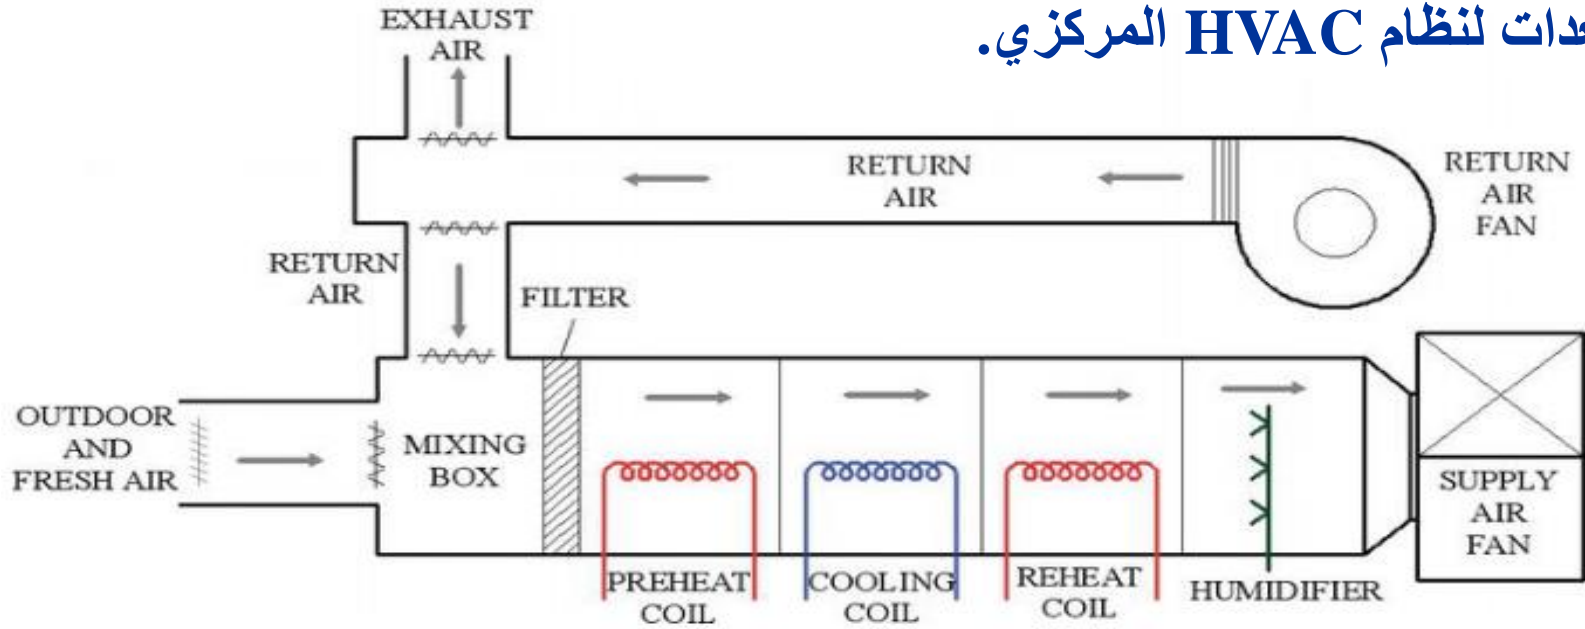 لنظام HVAC المركزي.
EXHAUST
AIR
RETURN
AIR
RETURN
AIR
FAN
RETURN
AIR
FILTER
OUTDOOR
AND
FRESH AIR
MIXING
BOX
SUPPLY
AIR
FAN
PREHEAT
COIL
COOLING
COIL
REHEAT
COIL
HUMIDIFIER